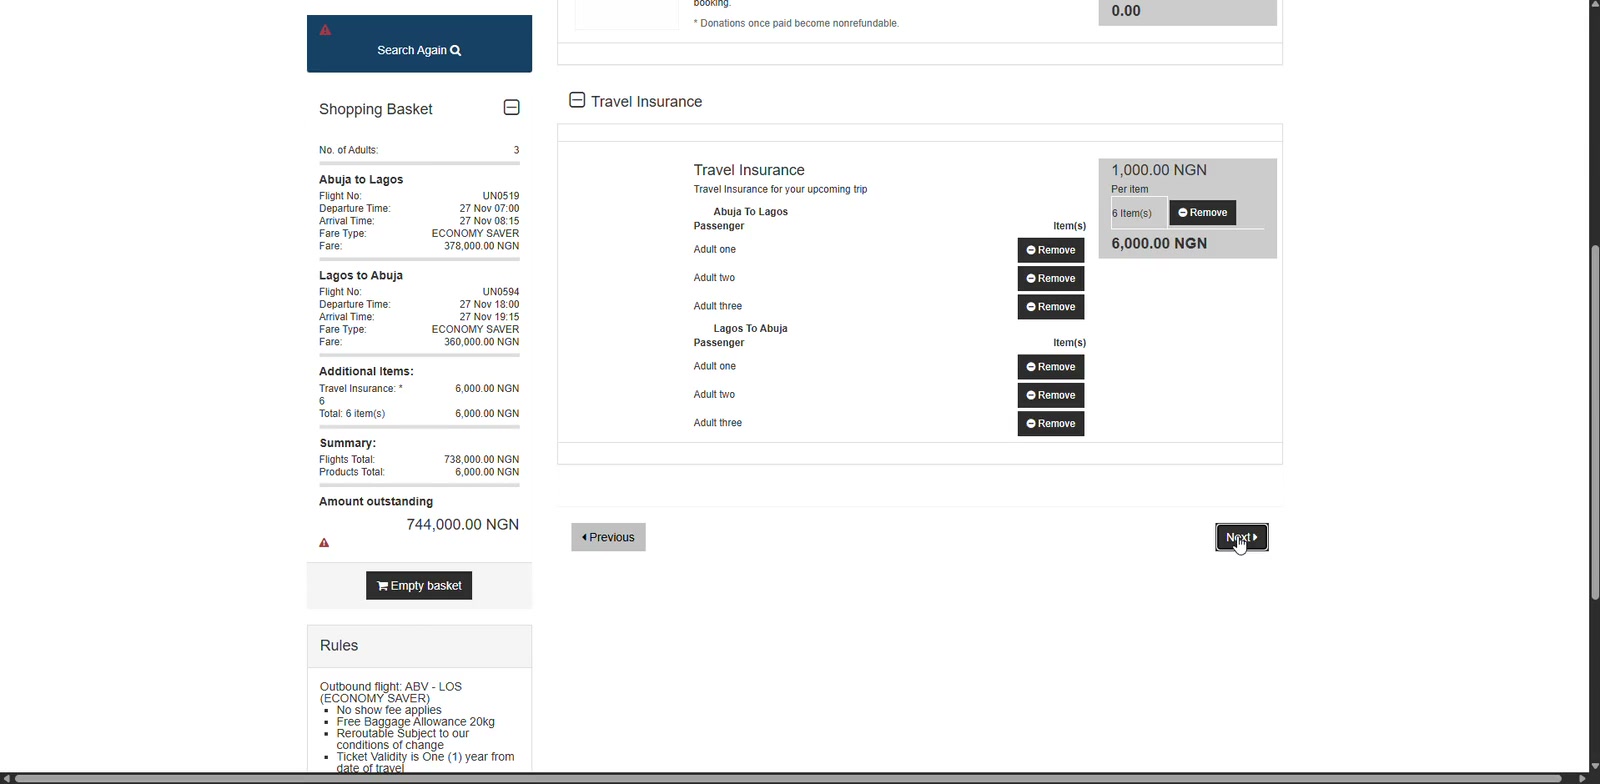 booking.
* Donations once paid become nonrefundable.
0.00
Search Again
Shopping Basket
No. of Adults: 3
Abuja to Lagos
Flight No: UN0519
Departure Time: 27 Nov 07:00
Arrival Time: 27 Nov 08:15
Fare Type: ECONOMY SAVER
Fare: 378,000.00 NGN
Lagos to Abuja
Flight No: UN0594
Departure Time: 27 Nov 18:00
Arrival Time: 27 Nov 19:15
Fare Type: ECONOMY SAVER
Fare: 360,000.00 NGN
Additional Items:
Travel Insurance: * 6,000.00 NGN
6
Total: 6 item(s) 6,000.00 NGN
Summary:
Flights Total: 738,000.00 NGN
Products Total: 6,000.00 NGN
Amount outstanding
744,000.00 NGN
Empty basket
Rules
Outbound flight: ABV - LOS
(ECONOMY SAVER)
▪ No show fee applies
▪ Free Baggage Allowance 20kg
▪ Reroutable Subject to our
conditions of change
▪ Ticket Validity is One (1) year from
date of travel
Travel Insurance
Travel Insurance
Travel Insurance for your upcoming trip
Abuja To Lagos
Passenger Item(s)
Adult one Remove
Adult two Remove
Adult three Remove
Lagos To Abuja
Passenger Item(s)
Adult one Remove
Adult two Remove
Adult three Remove
1,000.00 NGN
Per item
6 Item(s) Remove
6,000.00 NGN
Previous
Next